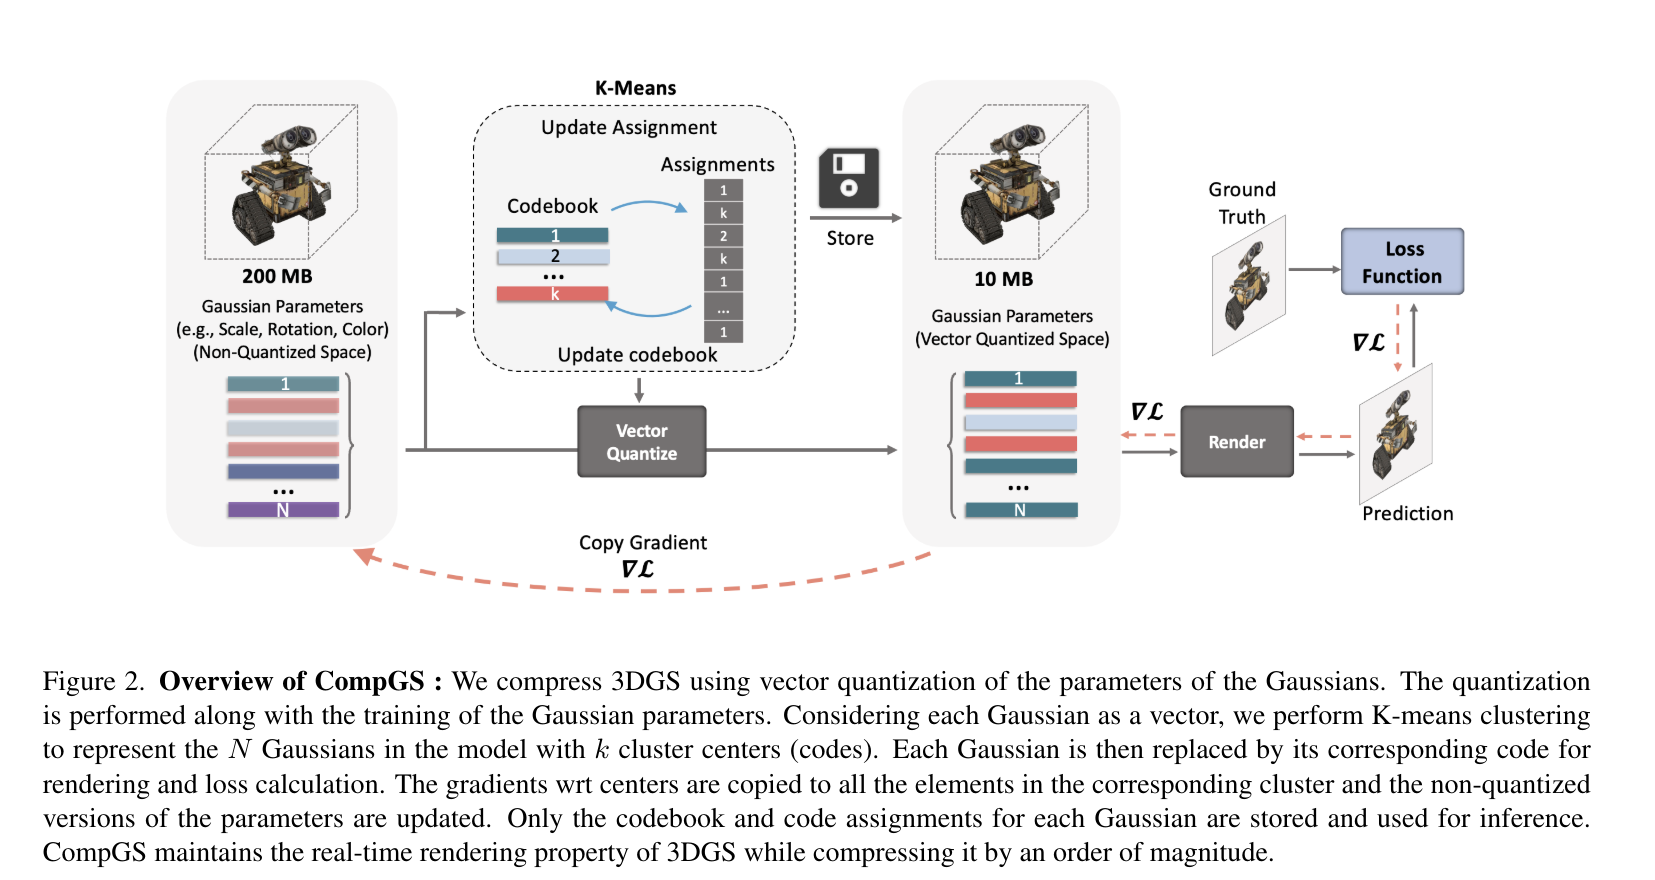 200 MB
Gaussian Parameters
(e.g., Scale, Rotation, Color)
(Non-Quantized Space)
1
...
N
K-Means
Update Assignment
Assignments
Codebook
1
2
...
k
1
k
2
k
1
...
1
Update codebook
Vector
Quantize
Store
10 MB
Gaussian Parameters
(Vector Quantized Space)
1
...
N
Copy Gradient
∇ℒ
∇ℒ
Render
Ground
Truth
Loss
Function
∇ℒ
Prediction
Figure 2. Overview of CompGS : We compress 3DGS using vector quantization of the parameters of the Gaussians. The quantization
is performed along with the training of the Gaussian parameters. Considering each Gaussian as a vector, we perform K-means clustering
to represent the N Gaussians in the model with k cluster centers (codes). Each Gaussian is then replaced by its corresponding code for
rendering and loss calculation. The gradients wrt centers are copied to all the elements in the corresponding cluster and the non-quantized
versions of the parameters are updated. Only the codebook and code assignments for each Gaussian are stored and used for inference.
CompGS maintains the real-time rendering property of 3DGS while compressing it by an order of magnitude.